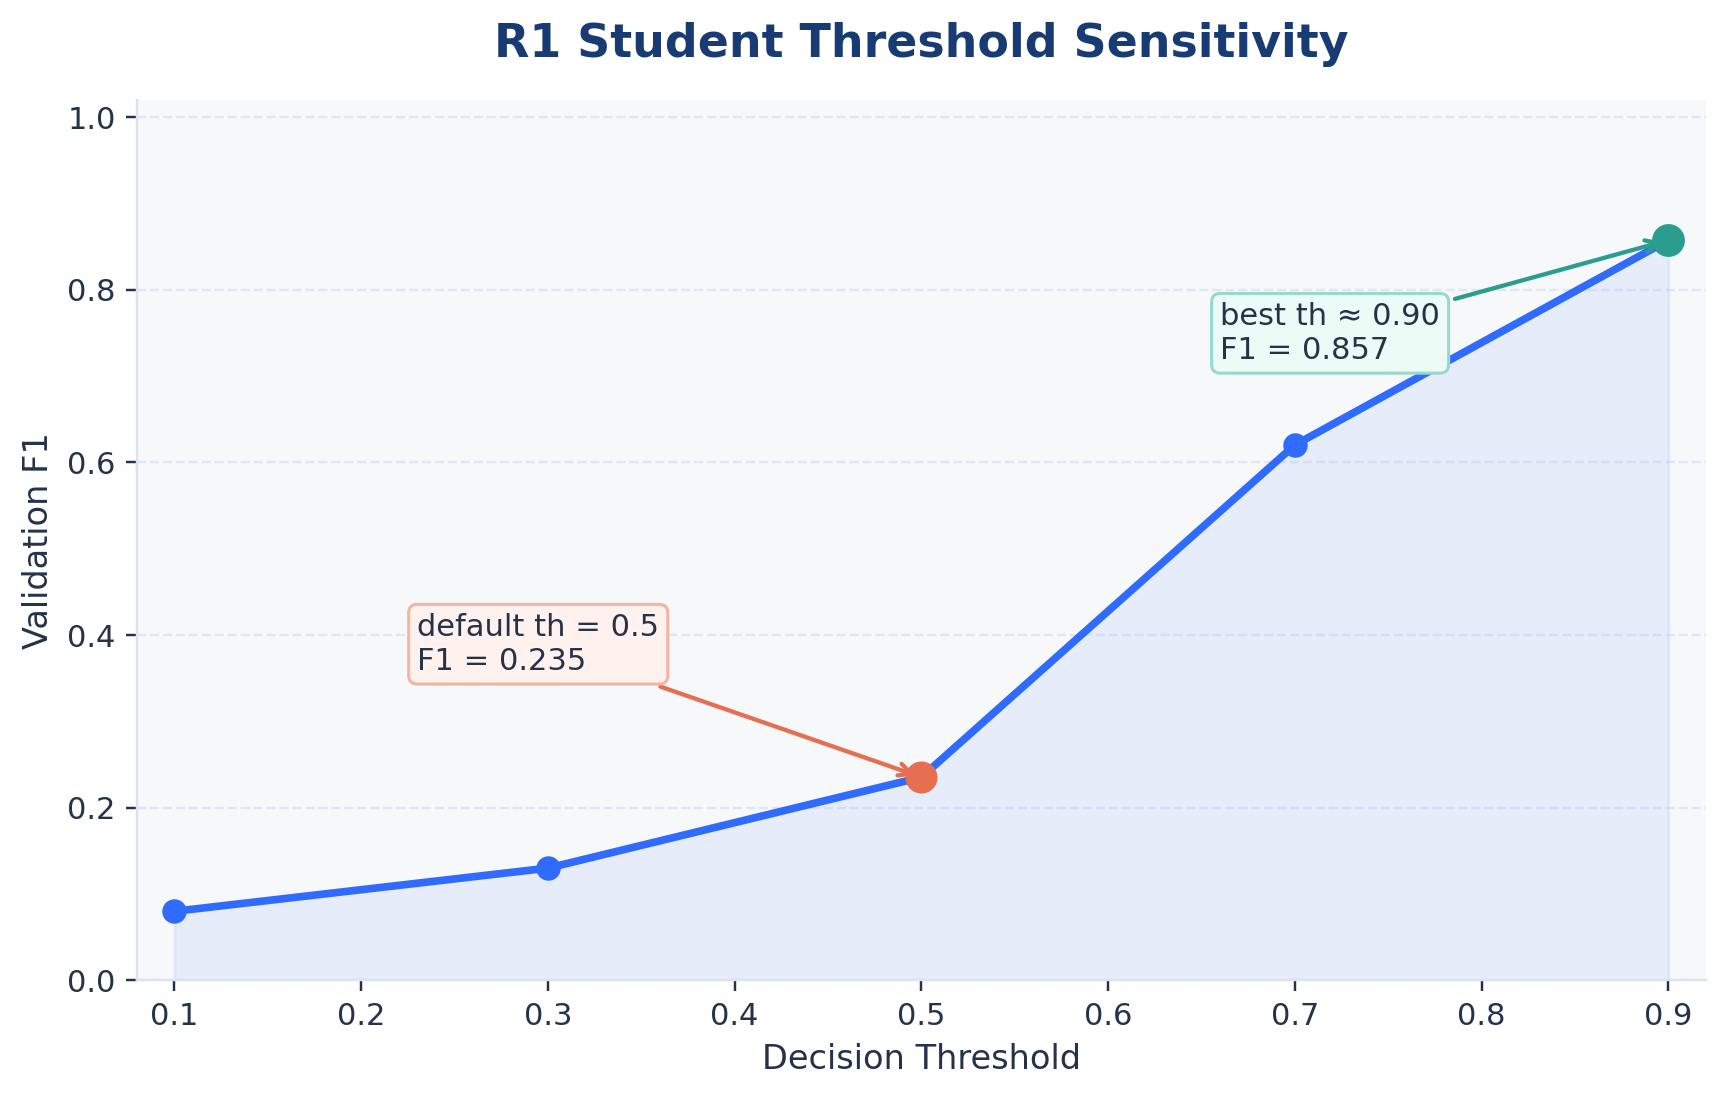 R1 Student Threshold Sensitivity
Validation F1
1.0
0.8
0.6
0.4
0.2
0.0
best th ≈ 0.90
F1 = 0.857
default th = 0.5
F1 = 0.235
0.1 0.2 0.3 0.4 0.5 0.6 0.7 0.8 0.9
Decision Threshold